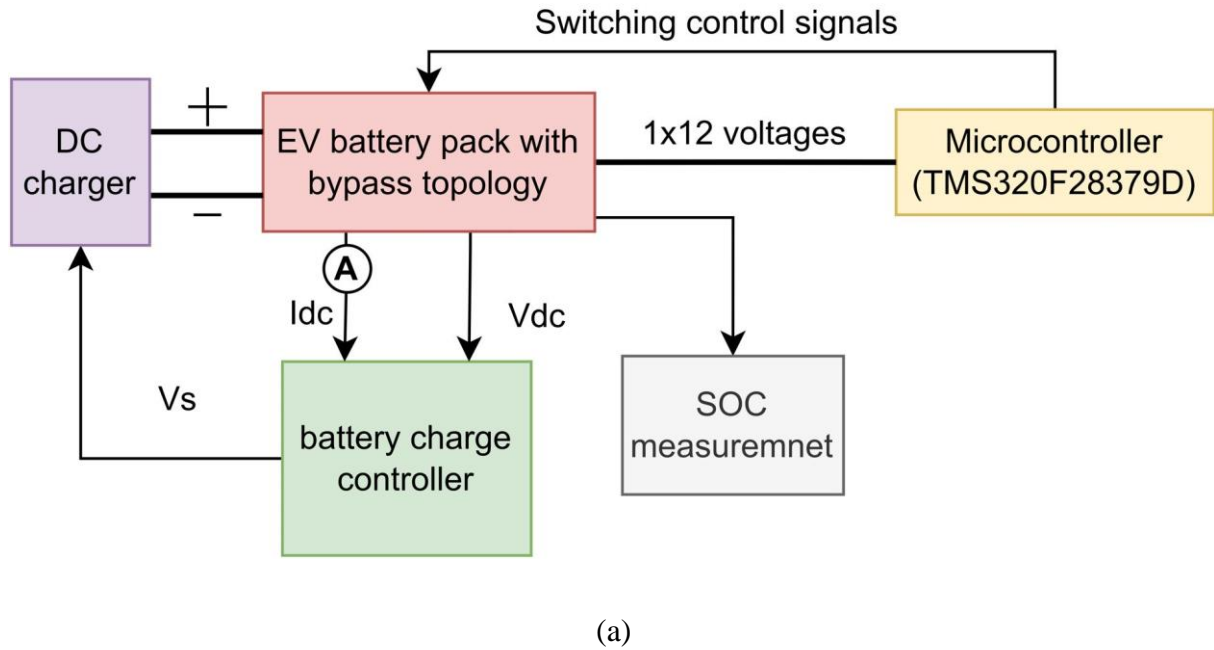 Switching control signals
DC
charger
+
−
EV battery pack with
bypass topology
1x12 voltages
Microcontroller
(TMS320F28379D)
A
Idc
Vdc
Vs
battery charge
controller
SOC
measuremnet
(a)